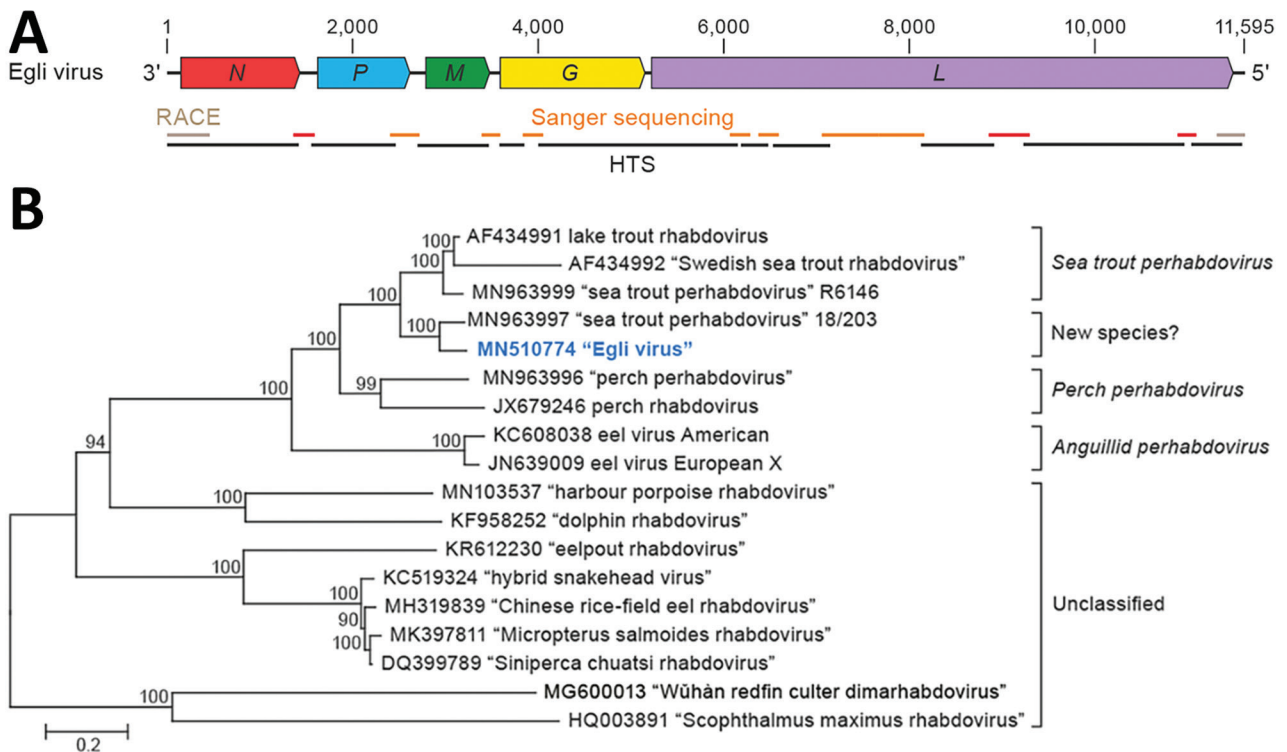 A
1 2,000 4,000 6,000 8,000 10,000 11,595
Egli virus 3' N P M G L 5'
RACE Sanger sequencing
HTS
B
100 AF434991 lake trout rhabdovirus
100 AF434992 “Swedish sea trout rhabdovirus” Sea trout perhabdovirus
100 MN963999 “sea trout perhabdovirus” R6146
100 MN963997 “sea trout perhabdovirus” 18/203
100 New species?
MN510774 “Egli virus”
100 99 MN963996 “perch perhabdovirus” Perch perhabdovirus
JX679246 perch rhabdovirus
94 100 KC608038 eel virus American Anguillid perhabdovirus
JN639009 eel virus European X
100 MN103537 “harbour porpoise rhabdovirus”
KF958252 “dolphin rhabdovirus”
KR612230 “eelpout rhabdovirus”
100 KC519324 “hybrid snakehead virus”
100 MH319839 “Chinese rice-field eel rhabdovirus” Unclassified
90 MK397811 “Micropterus salmoides rhabdovirus”
100 DQ399789 “Siniperca chuatsi rhabdovirus”
100 MG600013 “Wǔhàn redfin culter dimarhabdovirus”
HQ003891 “Scophthalmus maximus rhabdovirus”
0.2